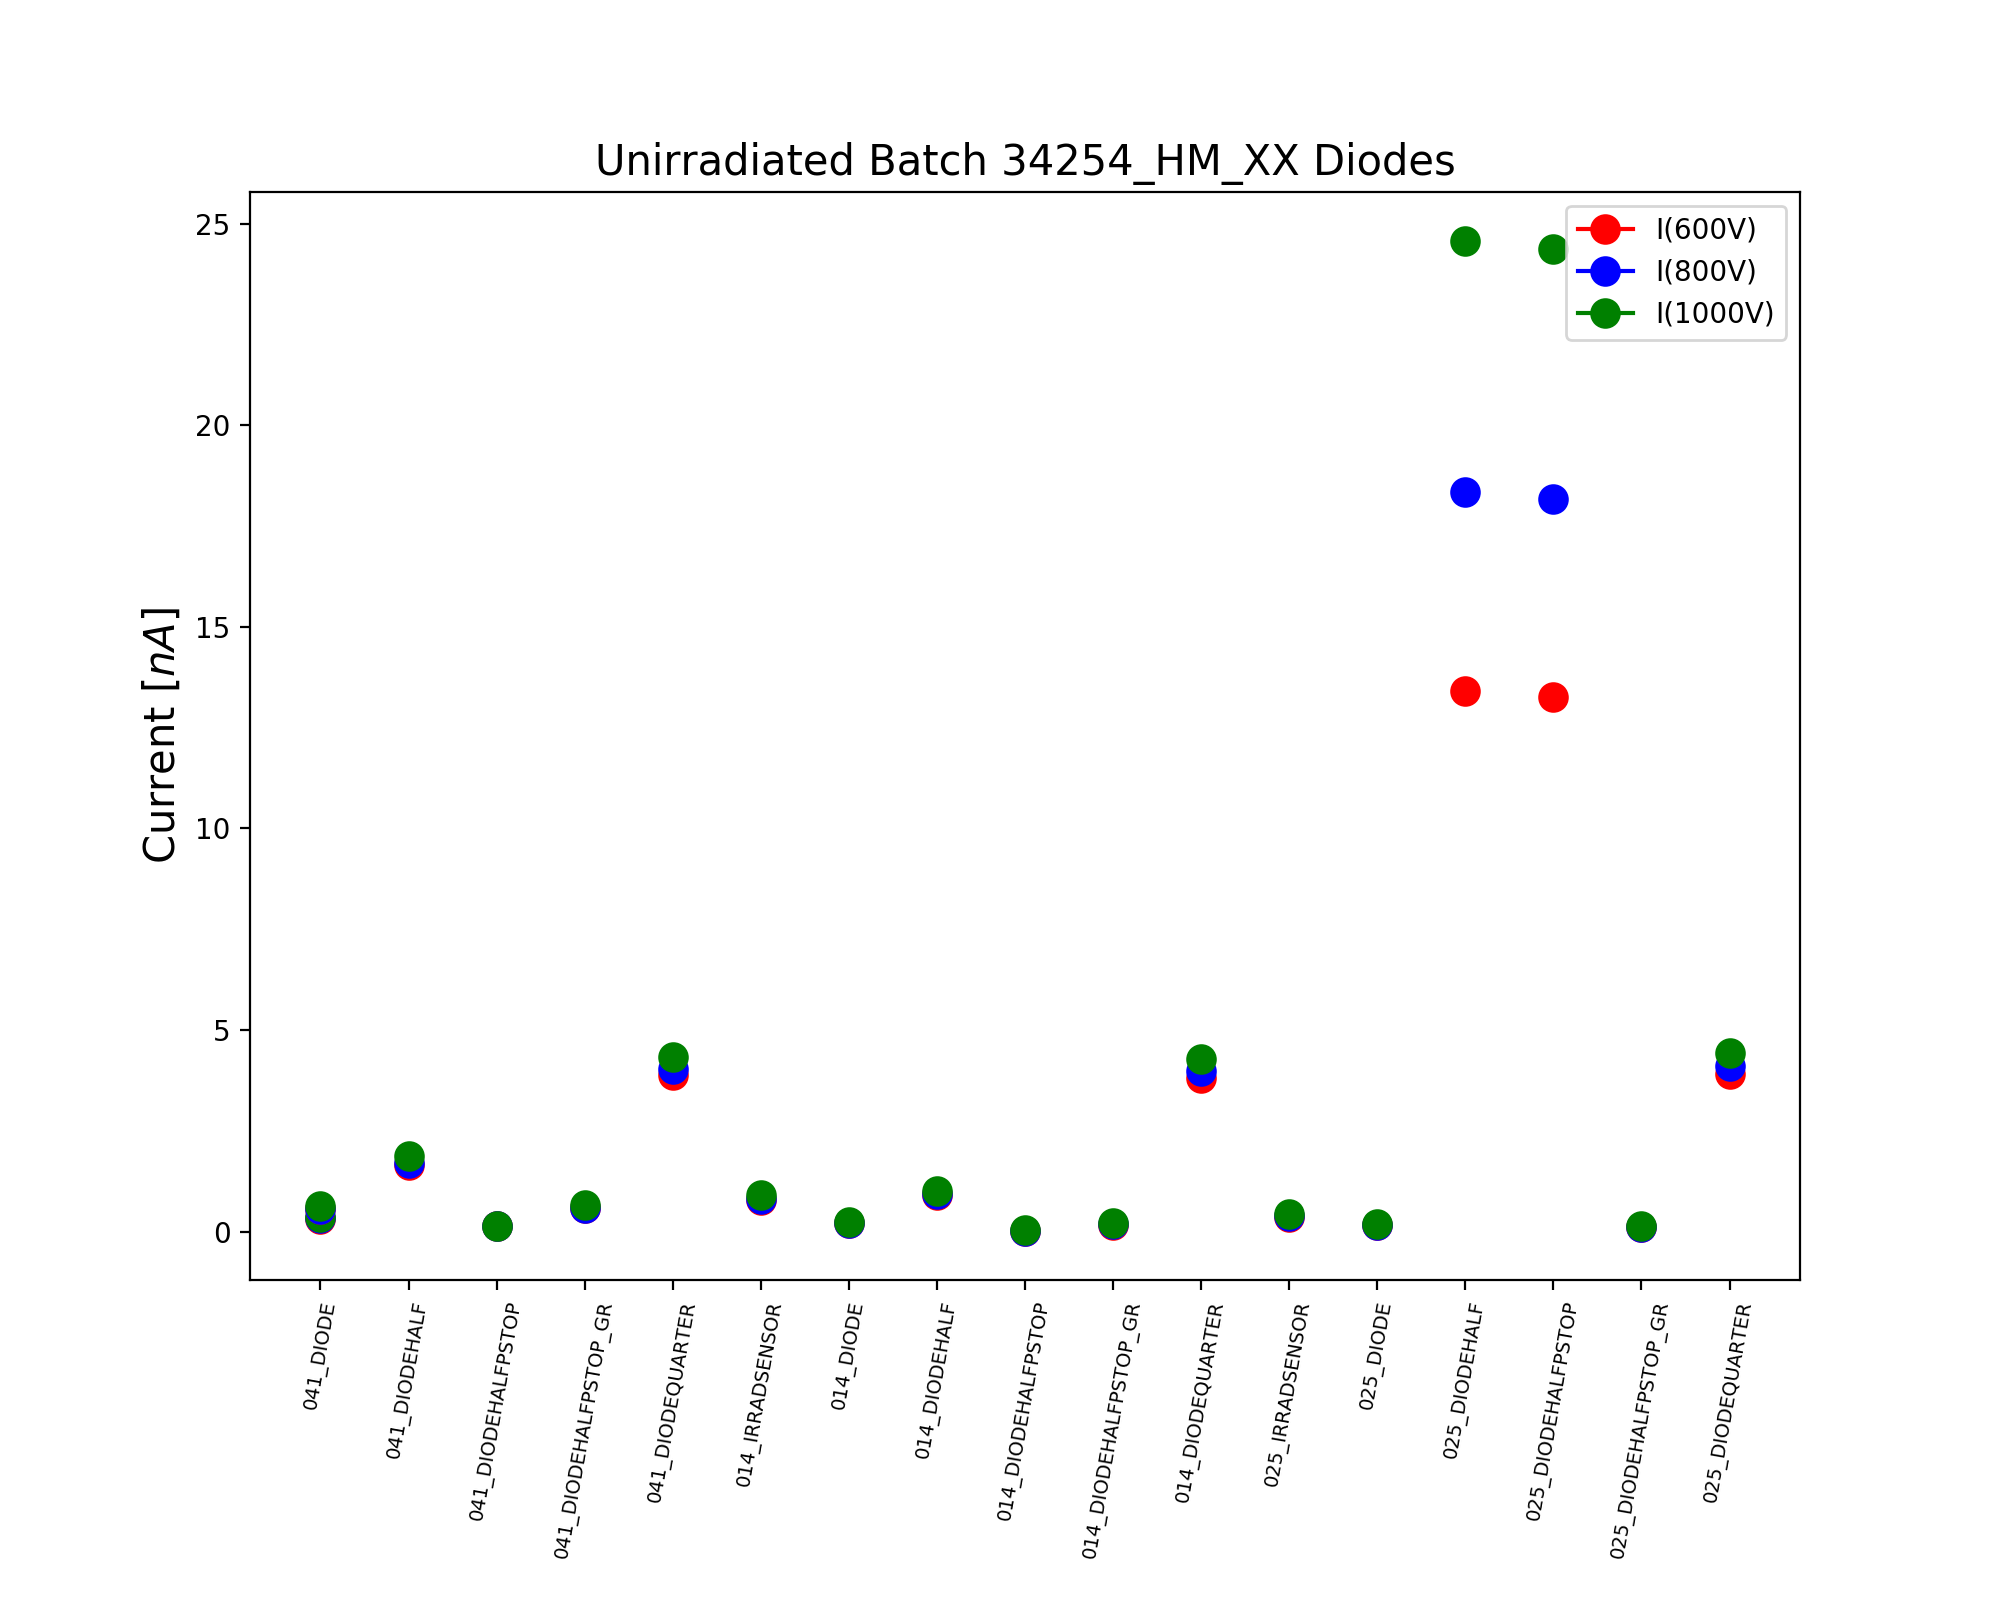 Unirradiated Batch 34254_HM_XX Diodes
I(600V)
I(800V)
I(1000V)
Current [nA]
25
20
15
10
5
0
041_DIODE
041_DIODEHALF
041_DIODEHALFPSTOP
041_DIODEHALFPSTOP_GR
041_DIODEQUARTER
014_IRRADSENSOR
014_DIODE
014_DIODEHALF
014_DIODEHALFPSTOP
014_DIODEHALFPSTOP_GR
014_DIODEQUARTER
025_IRRADSENSOR
025_DIODE
025_DIODEHALF
025_DIODEHALFPSTOP
025_DIODEHALFPSTOP_GR
025_DIODEQUARTER